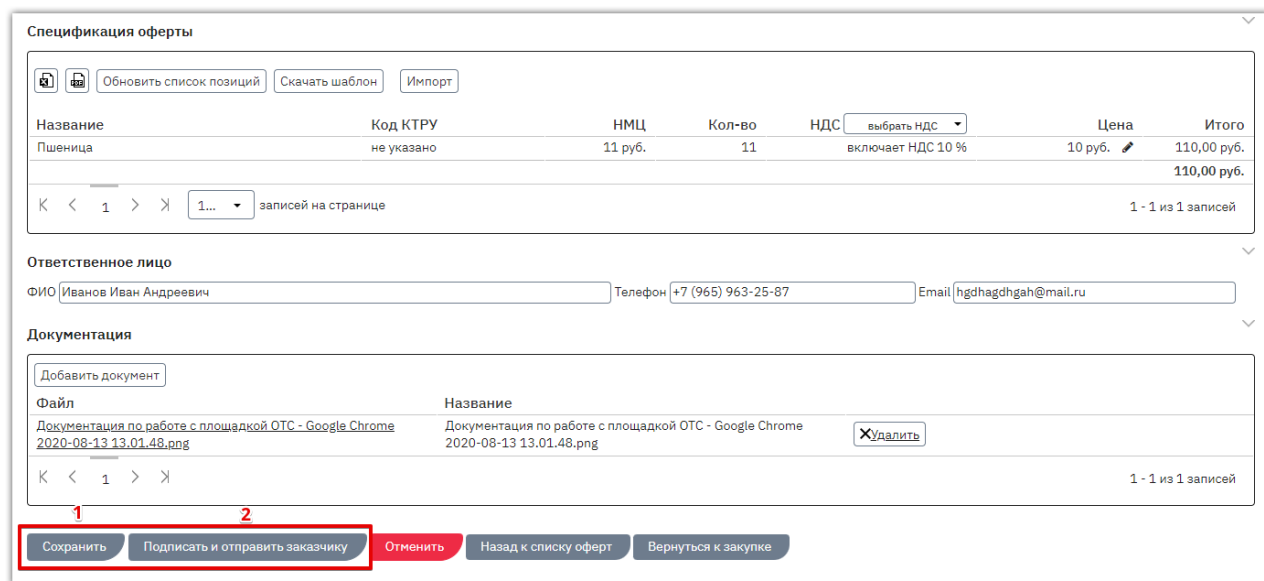 Спецификация оферты
Обновить список позиций Скачать шаблон Импорт
Название Код КТРУ НМЦ Кол-во НДС выбрать НДС Цена Итого
Пшеница не указано 11 руб. 11 включает НДС 10 % 10 руб. 110,00 руб.
110,00 руб.
1 1... записей на странице 1 - 1 из 1 записей
Ответственное лицо
ФИО Иванов Иван Андреевич Телефон +7 (965) 963-25-87 Email hgdhagdhgah@mail.ru
Документация
Добавить документ
Файл Название
Документация по работе с площадкой ОТС - Google Chrome Документация по работе с площадкой ОТС - Google Chrome Удалить
2020-08-13 13.01.48.png 2020-08-13 13.01.48.png
1 1 - 1 из 1 записей
1 2
Сохранить Подписать и отправить заказчику Отменить Назад к списку оферт Вернуться к закупке